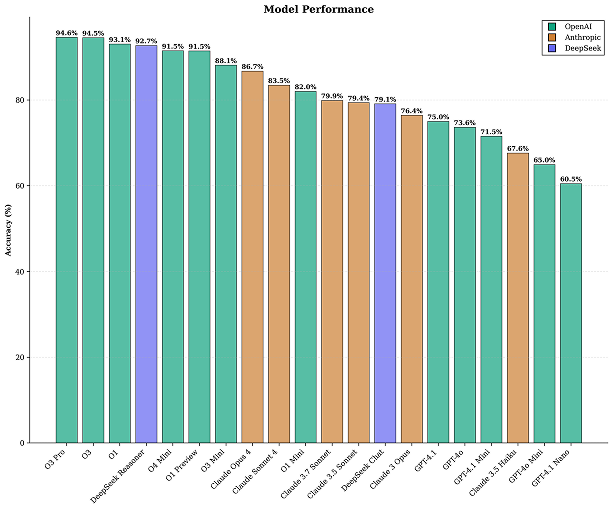 Model Performance
OpenAI
Anthropic
DeepSeek
94.6%
94.5%
93.1%
92.7%
91.5%
91.5%
88.1%
86.7%
83.5%
82.0%
79.9%
79.4%
79.1%
76.4%
75.0%
73.6%
71.5%
67.6%
65.0%
60.5%
Accuracy (%)
80
60
40
20
0
O3 Pro
O3
O1
DeepSeek Reasoner
O4 Mini
O1 Preview
O3 Mini
Claude Opus 4
Claude Sonnet 4
O1 Mini
Claude 3.7 Sonnet
Claude 3.5 Sonnet
DeepSeek Chat
Claude 3 Opus
GPT-4.1
GPT-4o
GPT-4.1 Mini
Claude 3.5 Haiku
GPT-4o Mini
GPT-4.1 Nano